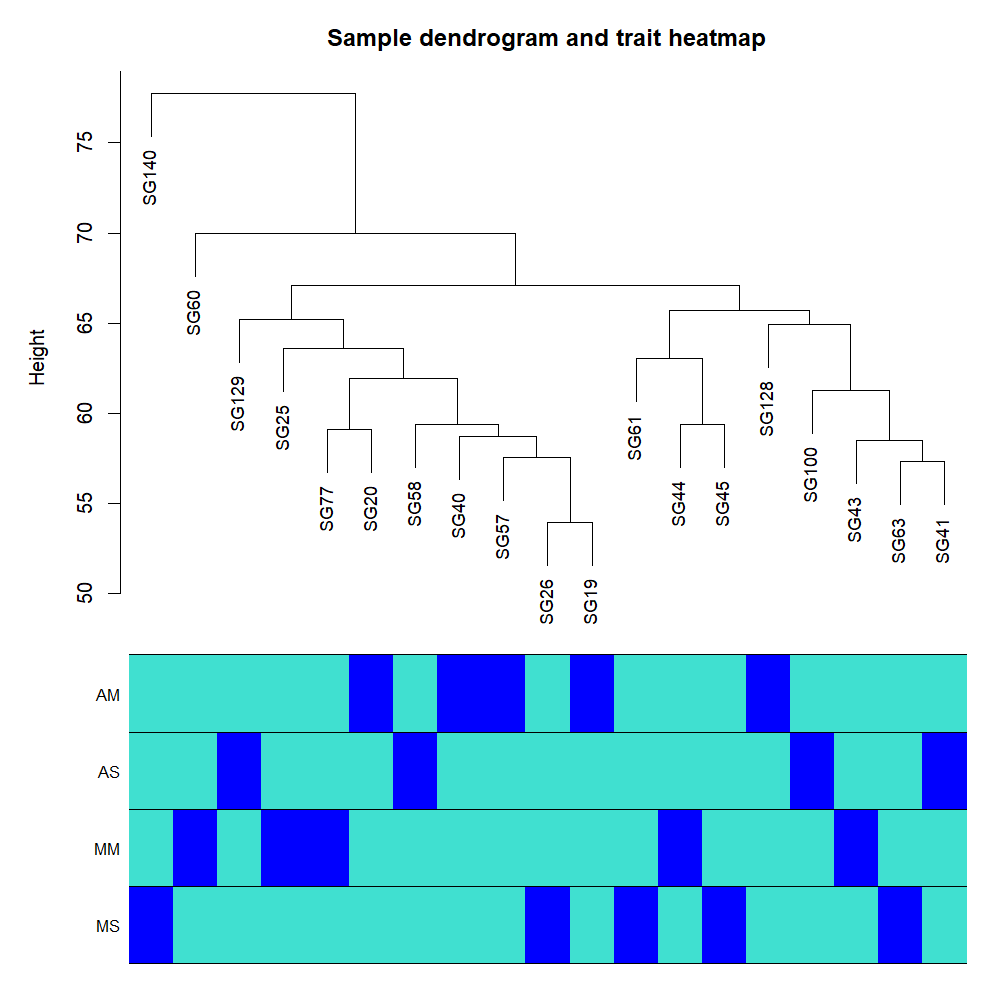 Sample dendrogram and trait heatmap
Height
75
70
65
60
55
50
SG140
SG60
SG129
SG25
SG77
SG20
SG58
SG40
SG57
SG26
SG19
SG61
SG44
SG45
SG128
SG100
SG43
SG63
SG41
AM
AS
MM
MS